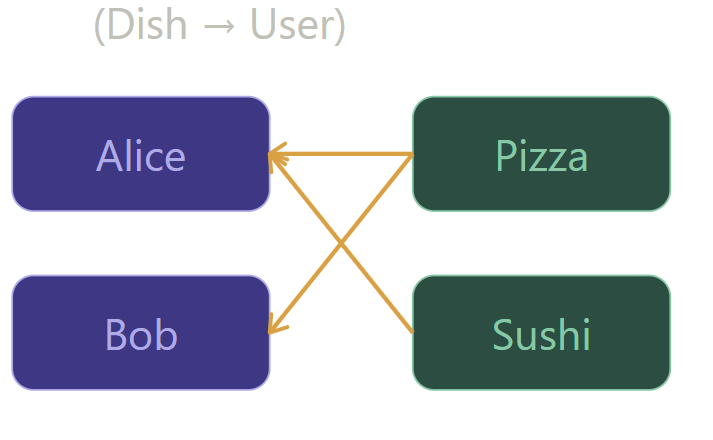 (Dish → User)
Alice
Pizza
Bob
Sushi